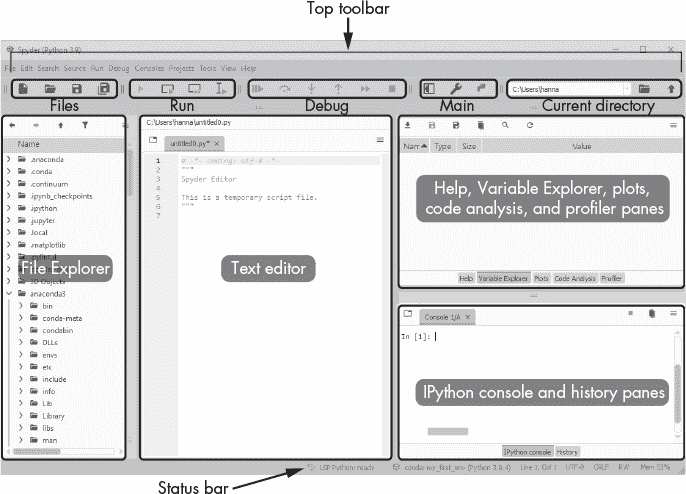 Top toolbar
Spyder (Python 3.9)
File Edit Search Source Run Debug Consoles Projects Tools View Help
C:\Users\hanna
Files
Run
Debug
Main
Current directory
Name
.anaconda
.conda
.continuum
.ipynb_checkpoints
.ipython
.jupyter
.local
.matplotlib
File Explorer
3D Objects
anaconda3
bin
conda-meta
condabin
DLLs
envs
etc
include
info
Lib
Library
libs
man
C:\Users\hanna\untitled0.py
untitled0.py*
1 # -*- coding: utf-8 -*-
2 """
3 Spyder Editor
4
5 This is a temporary script file.
6 """
7
Text editor
Type Size Value
Help, Variable Explorer, plots,
code analysis, and profiler panes
Help Variable Explorer Plots Code Analysis Profiler
Console 1/A
In [1]:
IPython console and history panes
IPython console History
LSP Python: ready conda: my_first_env (Python 3.9.4) Line 1, Col 1 UTF-8 CRLF RW Mem 53%
Status bar